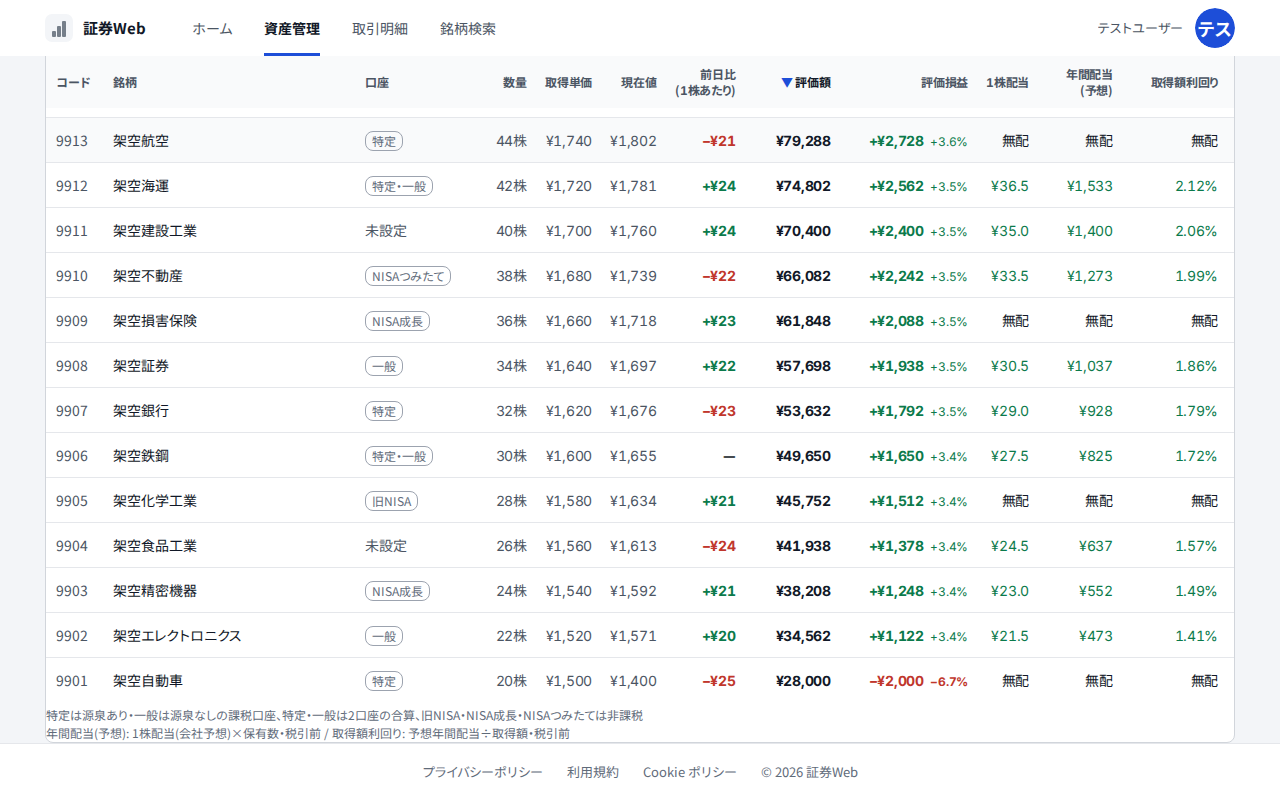 証券Web ホーム 資産管理 取引明細 銘柄検索 テストユーザー テス
コード 銘柄 口座 数量 取得単価 現在値 前日比 (1株あたり) ▼評価額 評価損益 1株配当 年間配当 (予想) 取得額利回り
9913 架空航空 特定 44株 ¥1,740 ¥1,802 −¥21 ¥79,288 +¥2,728 +3.6% 無配 無配 無配
9912 架空海運 特定・一般 42株 ¥1,720 ¥1,781 +¥24 ¥74,802 +¥2,562 +3.5% ¥36.5 ¥1,533 2.12%
9911 架空建設工業 未設定 40株 ¥1,700 ¥1,760 +¥24 ¥70,400 +¥2,400 +3.5% ¥35.0 ¥1,400 2.06%
9910 架空不動産 NISAつみたて 38株 ¥1,680 ¥1,739 −¥22 ¥66,082 +¥2,242 +3.5% ¥33.5 ¥1,273 1.99%
9909 架空損害保険 NISA成長 36株 ¥1,660 ¥1,718 +¥23 ¥61,848 +¥2,088 +3.5% 無配 無配 無配
9908 架空証券 一般 34株 ¥1,640 ¥1,697 +¥22 ¥57,698 +¥1,938 +3.5% ¥30.5 ¥1,037 1.86%
9907 架空銀行 特定 32株 ¥1,620 ¥1,676 −¥23 ¥53,632 +¥1,792 +3.5% ¥29.0 ¥928 1.79%
9906 架空鉄鋼 特定・一般 30株 ¥1,600 ¥1,655 — ¥49,650 +¥1,650 +3.4% ¥27.5 ¥825 1.72%
9905 架空化学工業 旧NISA 28株 ¥1,580 ¥1,634 +¥21 ¥45,752 +¥1,512 +3.4% 無配 無配 無配
9904 架空食品工業 未設定 26株 ¥1,560 ¥1,613 −¥24 ¥41,938 +¥1,378 +3.4% ¥24.5 ¥637 1.57%
9903 架空精密機器 NISA成長 24株 ¥1,540 ¥1,592 +¥21 ¥38,208 +¥1,248 +3.4% ¥23.0 ¥552 1.49%
9902 架空エレクトロニクス 一般 22株 ¥1,520 ¥1,571 +¥20 ¥34,562 +¥1,122 +3.4% ¥21.5 ¥473 1.41%
9901 架空自動車 特定 20株 ¥1,500 ¥1,400 −¥25 ¥28,000 −¥2,000 −6.7% 無配 無配 無配
特定は源泉あり・一般は源泉なしの課税口座、特定・一般は2口座の合算、旧NISA・NISA成長・NISAつみたては非課税
年間配当(予想): 1株配当(会社予想)×保有数・税引前 / 取得額利回り: 予想年間配当÷取得額・税引前
プライバシーポリシー 利用規約 Cookie ポリシー © 2026 証券Web